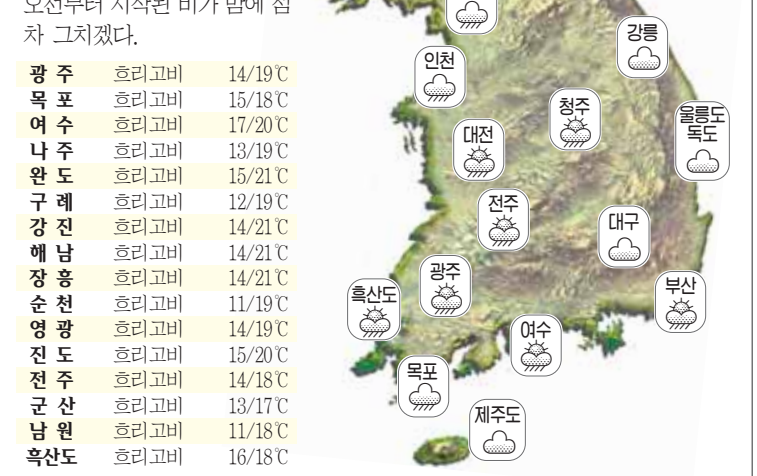 오전부터 시작된 비가 밤에 점
차 그치겠다.
광 주 흐리고비 14/19℃
목 포 흐리고비 15/18℃
여 수 흐리고비 17/20℃
나 주 흐리고비 13/19℃
완 도 흐리고비 15/21℃
구 례 흐리고비 12/19℃
강 진 흐리고비 14/21℃
해 남 흐리고비 14/21℃
장 흥 흐리고비 14/21℃
순 천 흐리고비 11/19℃
영 광 흐리고비 14/19℃
진 도 흐리고비 15/20℃
전 주 흐리고비 14/18℃
군 산 흐리고비 13/17℃
남 원 흐리고비 11/18℃
흑산도 흐리고비 16/18℃
강릉
인천
청주
울릉도
독도
대전
전주
대구
광주
흑산도
부산
여수
목포
제주도